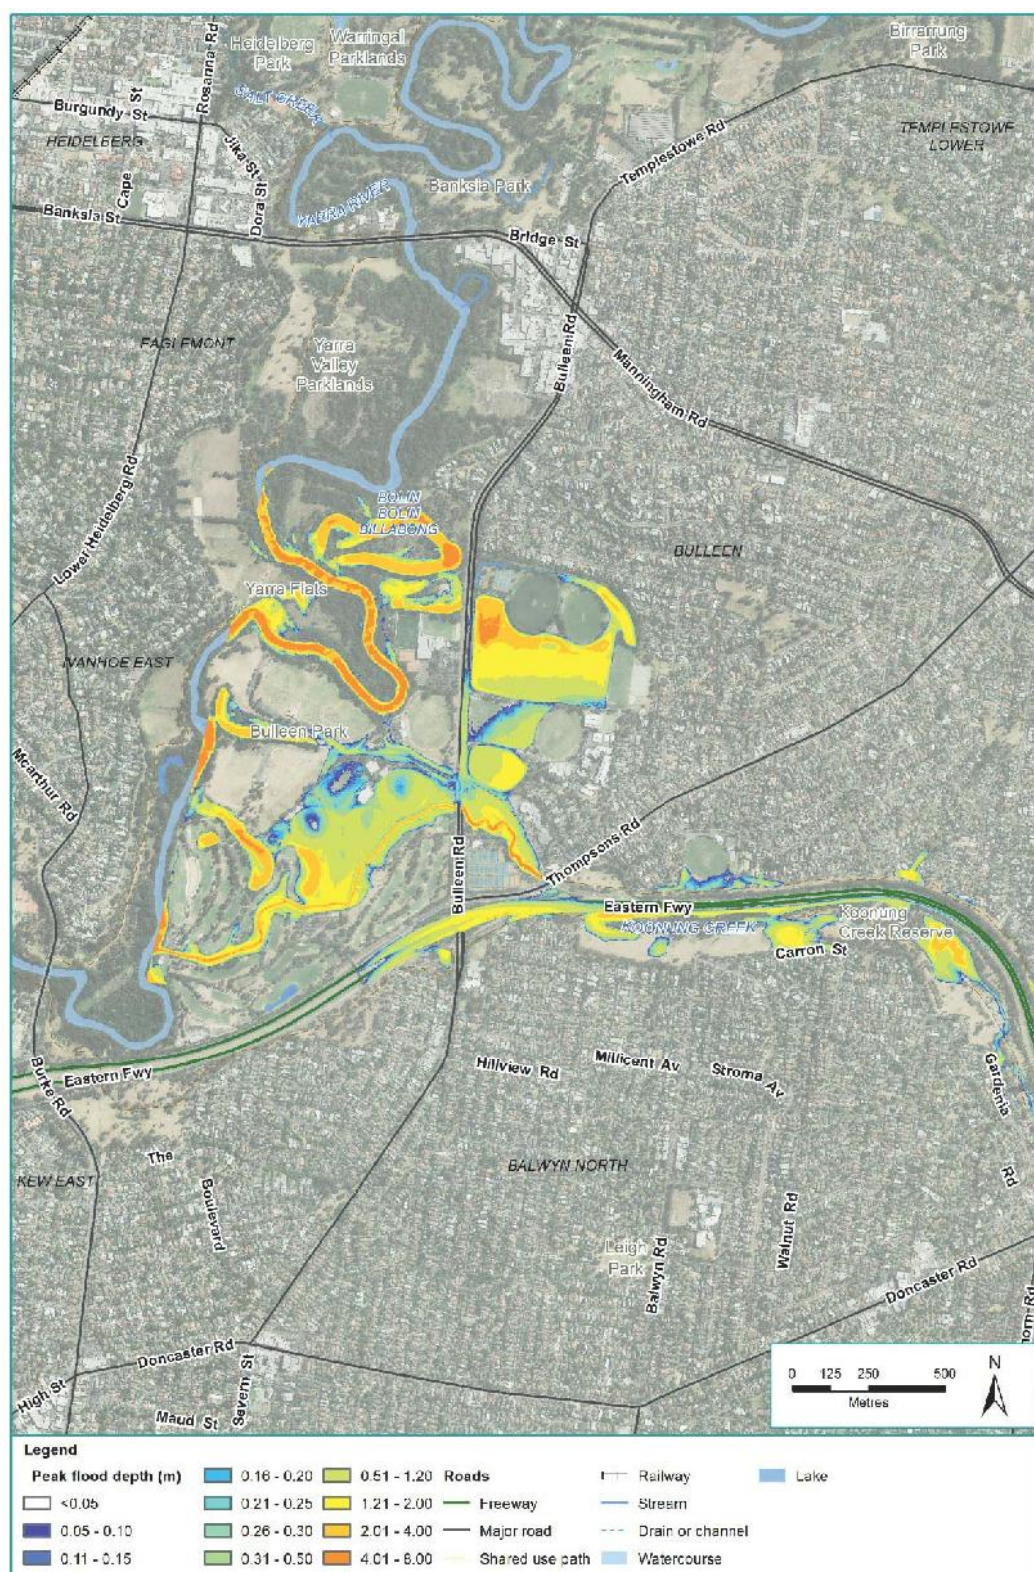 Heidelberg
Park
Warringal
Parklands
Birrarrung
Park
Rosanna Rd
Burgundy St
St
Cape
HEIDELBERG
SALT CREEK
Jika St
Dora St
YARRA RIVER
Banksia Park
Templestowe Rd
TEMPLESTOWE
LOWER
Banksia St
Bridge St
EAGLEMONT
Yarra
Valley
Parklands
Bulleen Rd
Manningham Rd
Lower Heidelberg Rd
BOLIN
BOLIN
BILLABONG
BULLEEN
Yarra Flats
IVANHOE EAST
Bulleen Park
Mcarthur Rd
Bulleen Rd
Thompsons Rd
Eastern Fwy
KOONUNG CREEK
Koonung
Creek Reserve
Carron St
Eastern Fwy
Burke Rd
Hillview Rd
Millicent Av
Stroma Av
Gardenia
Rd
The
Boulevard
KEW EAST
BALWYN NORTH
Leigh
Park
Balwyn Rd
Walnut Rd
Doncaster Rd
Doncaster Rd
High St
Maud St
Severn St
orn Rd
0 125 250 500
Metres
N
Legend
Peak flood depth (m)
<0.05
0.05 - 0.10
0.11 - 0.15
0.16 - 0.20
0.21 - 0.25
0.26 - 0.30
0.31 - 0.50
0.51 - 1.20
1.21 - 2.00
2.01 - 4.00
4.01 - 8.00
Roads
Freeway
Major road
Shared use path
Railway
Stream
Drain or channel
Watercourse
Lake